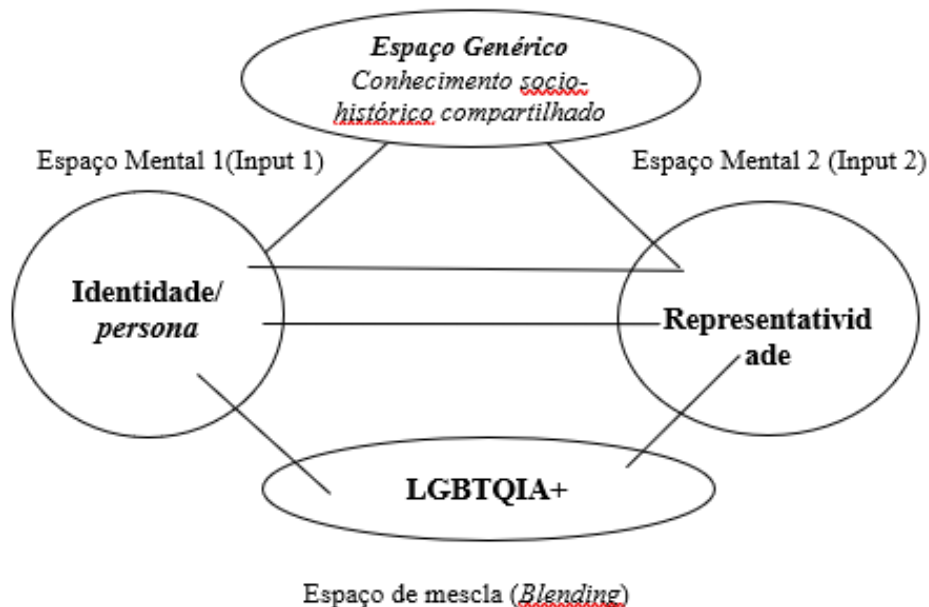 Espaço Genérico
Conhecimento socio-
histórico compartilhado
Espaço Mental 1(Input 1)
Espaço Mental 2 (Input 2)
Identidade/
persona
Representativid
ade
LGBTQIA+
Espaço de mescla (Blending)